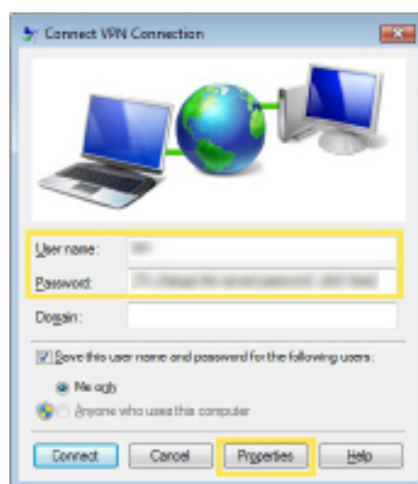 Connect VPN Connection
User name:
Password:
Domain:
Save this user name and password for the following users:
Me only
Anyone who uses this computer
Connect Cancel Properties Help